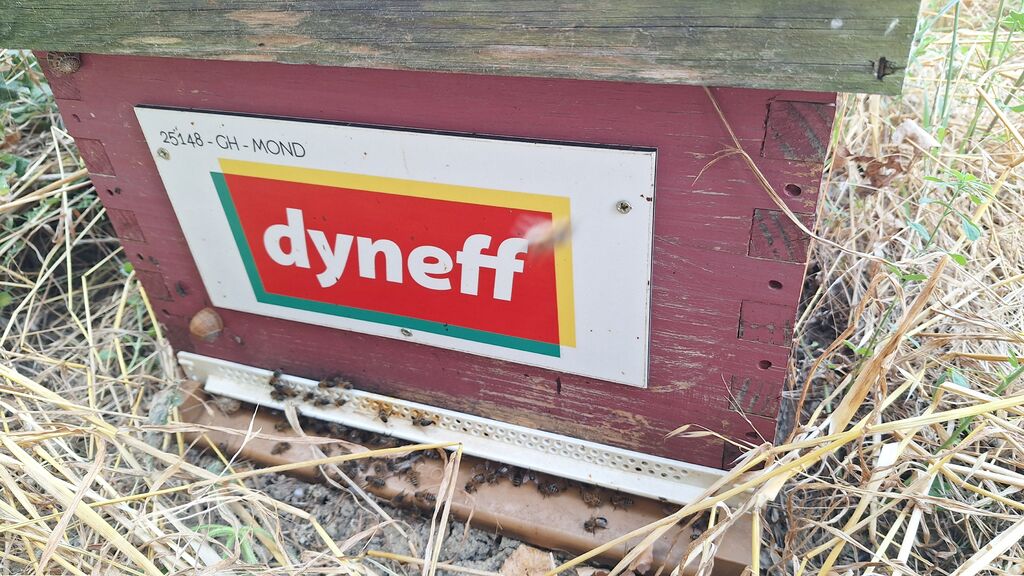 25148 - GH - MOND
dyneff